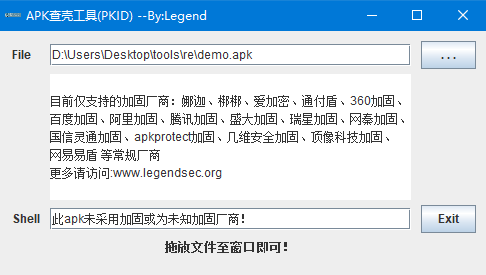 APK查壳工具(PKID) --By:Legend
File D:\Users\Desktop\tools\re\demo.apk ...
目前仅支持的加固厂商：娜迦、梆梆、爱加密、通付盾、360加固、
百度加固、阿里加固、腾讯加固、盛大加固、瑞星加固、网秦加固、
国信灵通加固、apkprotec加固、几维安全加固、顶像科技加固、
网易易盾 等常规厂商
更多请访问:www.legendsec.org
Shell 此apk未采用加固或为未知加固厂商! Exit
拖放文件至窗口即可!